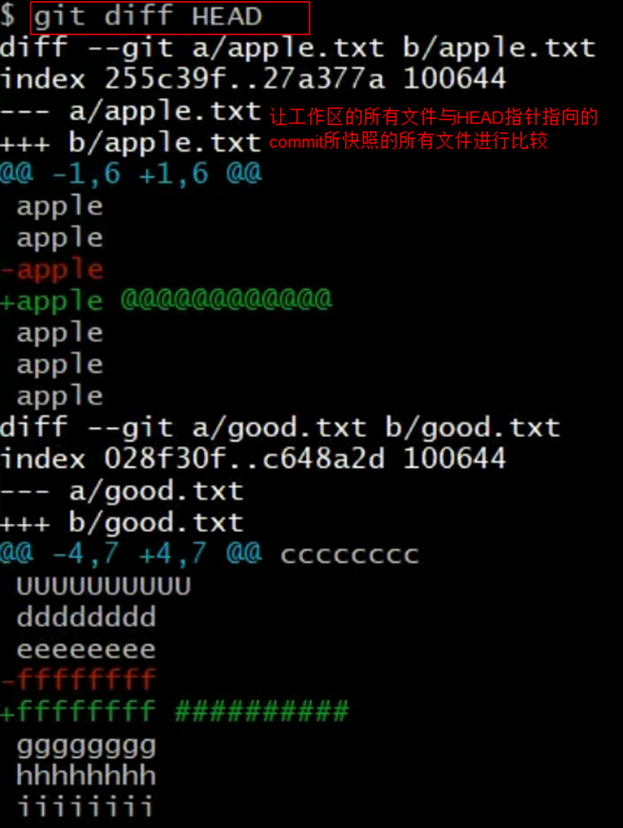 $ git diff HEAD
diff --git a/apple.txt b/apple.txt
index 255c39f..27a377a 100644
--- a/apple.txt
+++ b/apple.txt
让工作区的所有文件与HEAD指针指向的
commit所快照的所有文件进行比较
@@ -1,6 +1,6 @@
 apple
 apple
-apple
+apple @@@@@@@@@@@@
 apple
 apple
 apple
diff --git a/good.txt b/good.txt
index 028f30f..c648a2d 100644
--- a/good.txt
+++ b/good.txt
@@ -4,7 +4,7 @@ cccccccc
 UUUUUUUUUU
 dddddddd
 eeeeeeee
-ffffffff
+ffffffff ##########
 gggggggg
 hhhhhhhh
 iiiiiiii